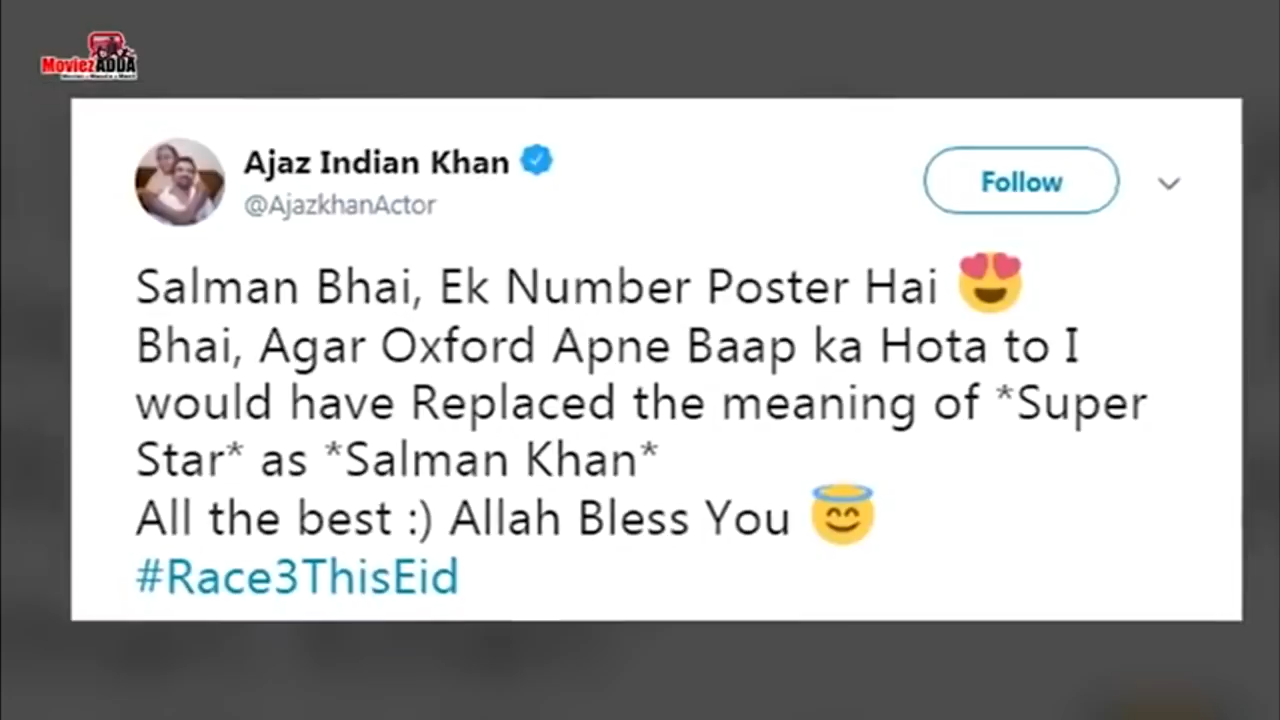 MoviezADDA
Ajaz Indian Khan
@AjazkhanActor
Follow
Salman Bhai, Ek Number Poster Hai 😍
Bhai, Agar Oxford Apne Baap ka Hota to I
would have Replaced the meaning of *Super
Star* as *Salman Khan*
All the best :) Allah Bless You 😇
#Race3ThisEid